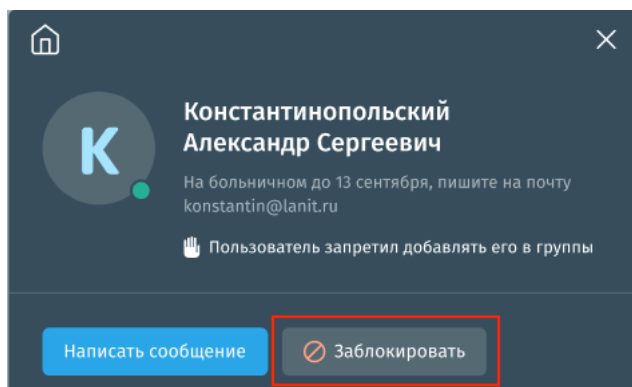 К
Константинопольский
Александр Сергеевич
На больничном до 13 сентября, пишите на почту
konstantin@lanit.ru
Пользователь запретил добавлять его в группы
Написать сообщение
Заблокировать